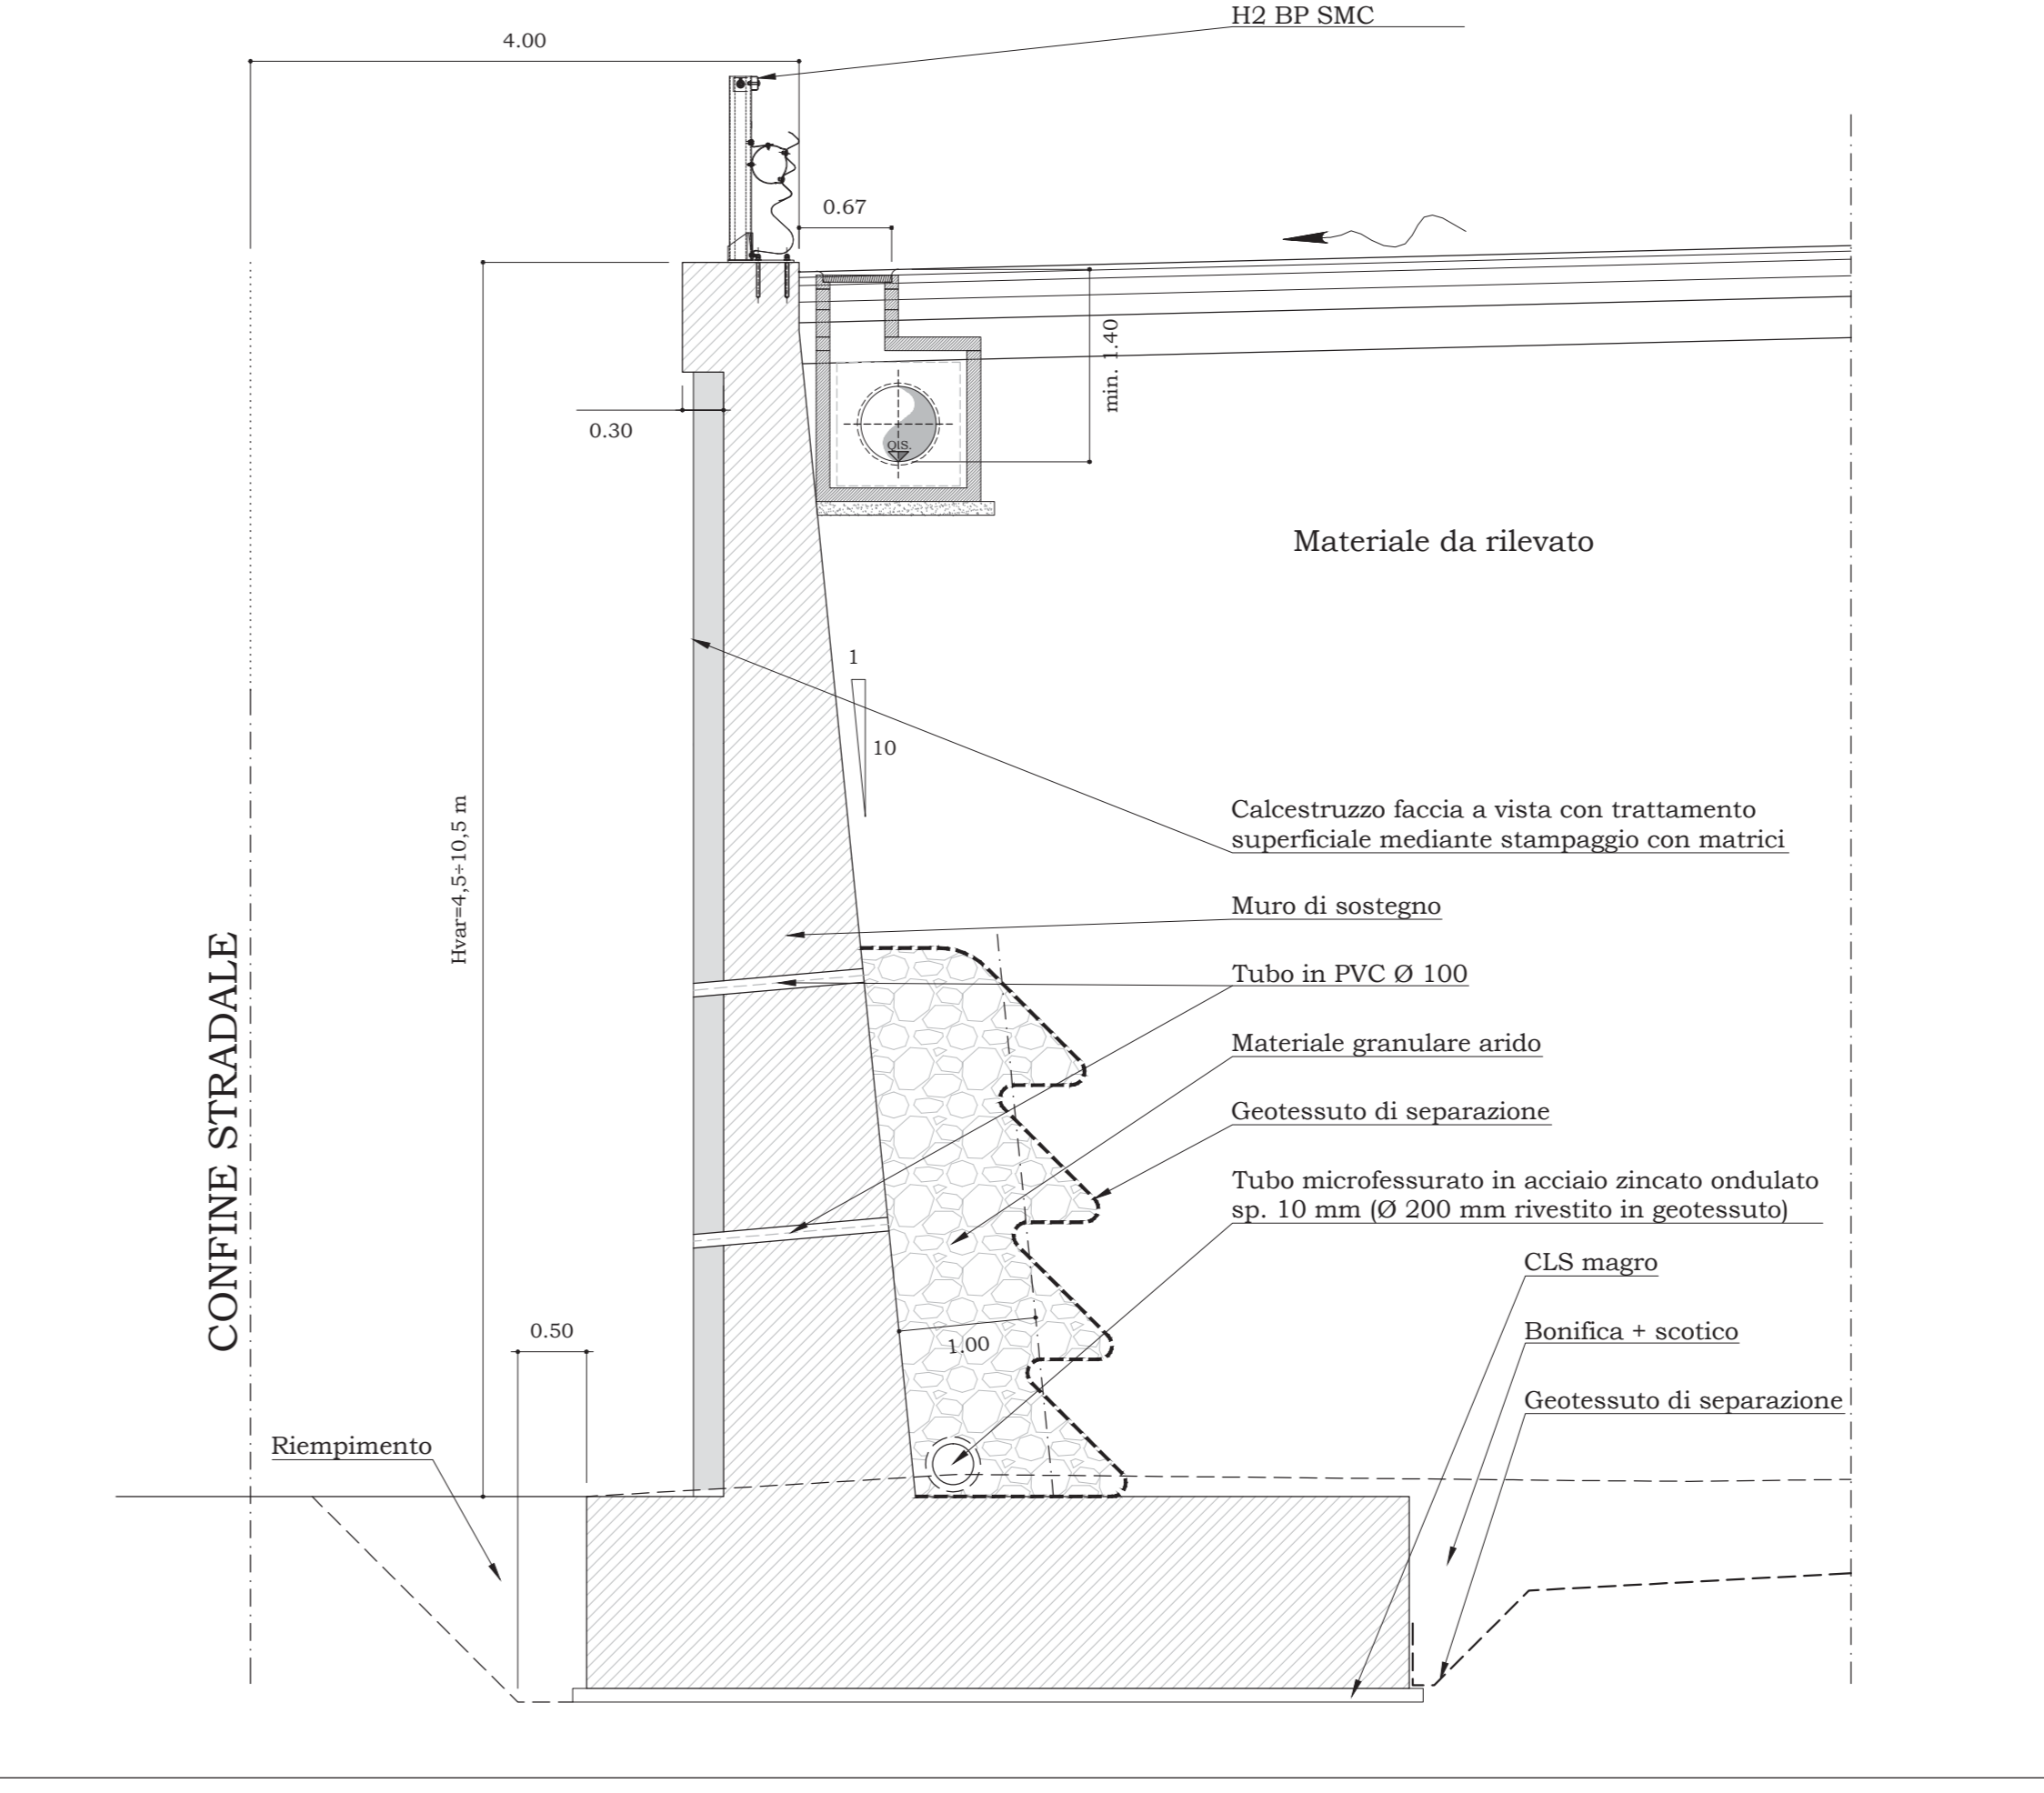 H2 BP SMC
4.00
0.67
min. 1.40
0.30
QIS.
Materiale da rilevato
1
10
Hvar=4,5÷10,5 m
Calcestruzzo faccia a vista con trattamento
superficiale mediante stampaggio con matrici
Muro di sostegno
CONFINE STRADALE
Tubo in PVC Ø 100
Materiale granulare arido
Geotessuto di separazione
Tubo microfessurato in acciaio zincato ondulato
sp. 10 mm (Ø 200 mm rivestito in geotessuto)
CLS magro
0.50
1.00
Bonifica + scotico
Geotessuto di separazione
Riempimento